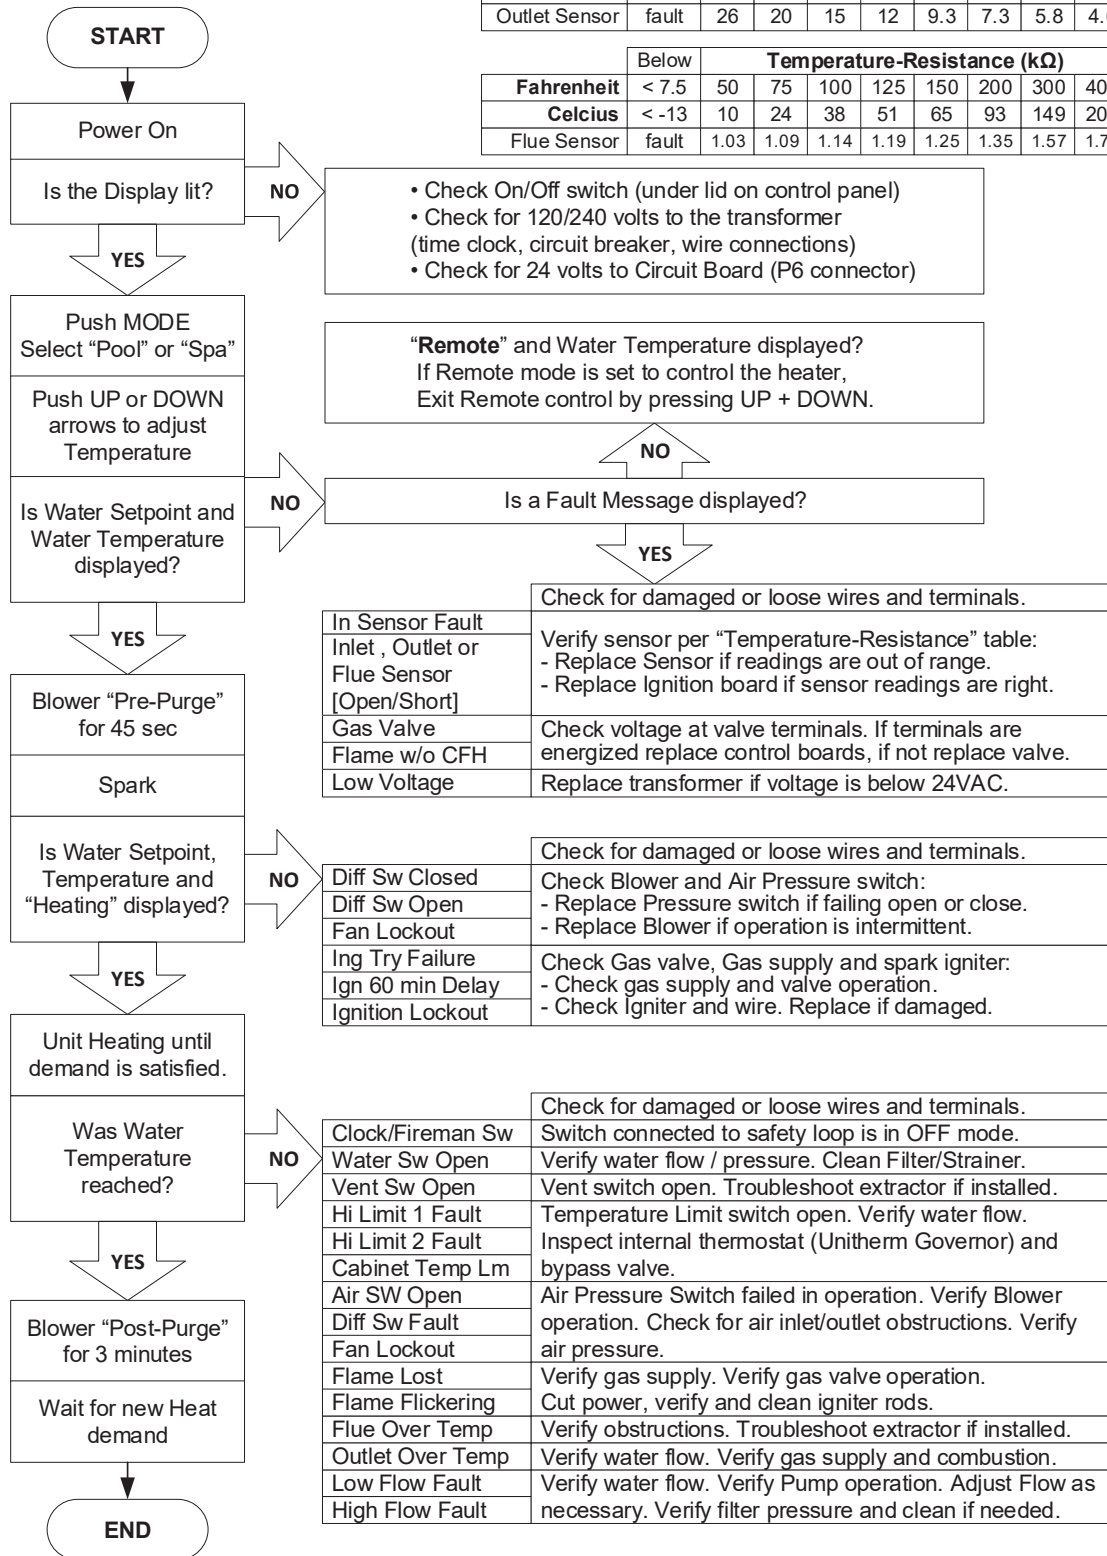 Outlet Sensor fault 26 20 15 12 9.3 7.3 5.8
START
Below Temperature-Resistance (kΩ)
Fahrenheit < 7.5 50 75 100 125 150 200 300
Celcius < -13 10 24 38 51 65 93 149
Flue Sensor fault 1.03 1.09 1.14 1.19 1.25 1.35 1.57
Power On
Is the Display lit?
NO
• Check On/Off switch (under lid on control panel)
• Check for 120/240 volts to the transformer
(time clock, circuit breaker, wire connections)
• Check for 24 volts to Circuit Board (P6 connector)
YES
Push MODE
Select “Pool” or “Spa”
Push UP or DOWN
arrows to adjust
Temperature
Is Water Setpoint and
Water Temperature
displayed?
“Remote” and Water Temperature displayed?
If Remote mode is set to control the heater,
Exit Remote control by pressing UP + DOWN.
NO
NO
Is a Fault Message displayed?
YES
YES
Check for damaged or loose wires and terminals.
In Sensor Fault
Inlet , Outlet or
Flue Sensor
[Open/Short]
Verify sensor per “Temperature-Resistance” table:
- Replace Sensor if readings are out of range.
- Replace Ignition board if sensor readings are right.
Gas Valve
Flame w/o CFH
Check voltage at valve terminals. If terminals are
energized replace control boards, if not replace valve.
Low Voltage
Replace transformer if voltage is below 24VAC.
Blower “Pre-Purge”
for 45 sec
Spark
Is Water Setpoint,
Temperature and
“Heating” displayed?
NO
Check for damaged or loose wires and terminals.
Diff Sw Closed
Diff Sw Open
Fan Lockout
Check Blower and Air Pressure switch:
- Replace Pressure switch if failing open or close.
- Replace Blower if operation is intermittent.
Ing Try Failure
Ign 60 min Delay
Ignition Lockout
Check Gas valve, Gas supply and spark igniter:
- Check gas supply and valve operation.
- Check Igniter and wire. Replace if damaged.
YES
Unit Heating until
demand is satisfied.
Was Water
Temperature
reached?
NO
Check for damaged or loose wires and terminals.
Clock/Fireman Sw
Switch connected to safety loop is in OFF mode.
Water Sw Open
Verify water flow / pressure. Clean Filter/Strainer.
Vent Sw Open
Vent switch open. Troubleshoot extractor if installed.
Hi Limit 1 Fault
Hi Limit 2 Fault
Cabinet Temp Lm
Temperature Limit switch open. Verify water flow.
Inspect internal thermostat (Unitherm Governor) and
bypass valve.
Air SW Open
Diff Sw Fault
Fan Lockout
Air Pressure Switch failed in operation. Verify Blower
operation. Check for air inlet/outlet obstructions. Verify
air pressure.
Flame Lost
Verify gas supply. Verify gas valve operation.
Flame Flickering
Cut power, verify and clean igniter rods.
Flue Over Temp
Verify obstructions. Troubleshoot extractor if installed.
Outlet Over Temp
Verify water flow. Verify gas supply and combustion.
Low Flow Fault
High Flow Fault
Verify water flow. Verify Pump operation. Adjust Flow as
necessary. Verify filter pressure and clean if needed.
YES
Blower “Post-Purge”
for 3 minutes
Wait for new Heat
demand
END